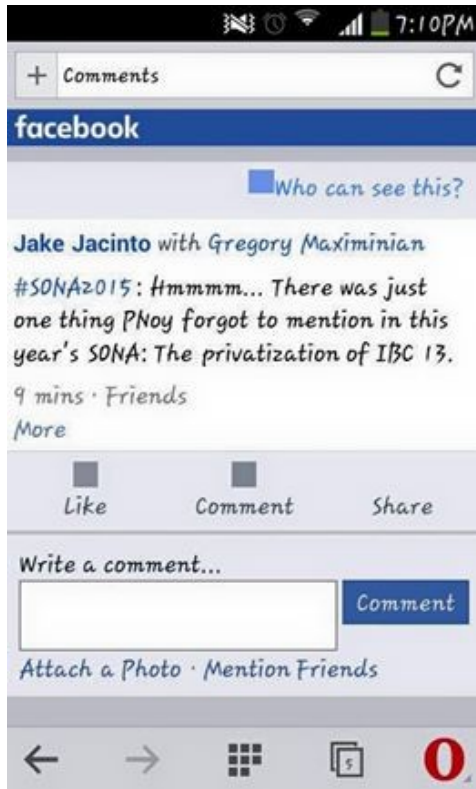 7:10PM
+ Comments
facebook
Who can see this?
Jake Jacinto with Gregory Maximinian
#SONA2015: Hmmmm... There was just
one thing PNoy forgot to mention in this
year's SONA: The privatization of IBC 13.
9 mins · Friends
More
Like Comment Share
Write a comment...
Comment
Attach a Photo · Mention Friends
5